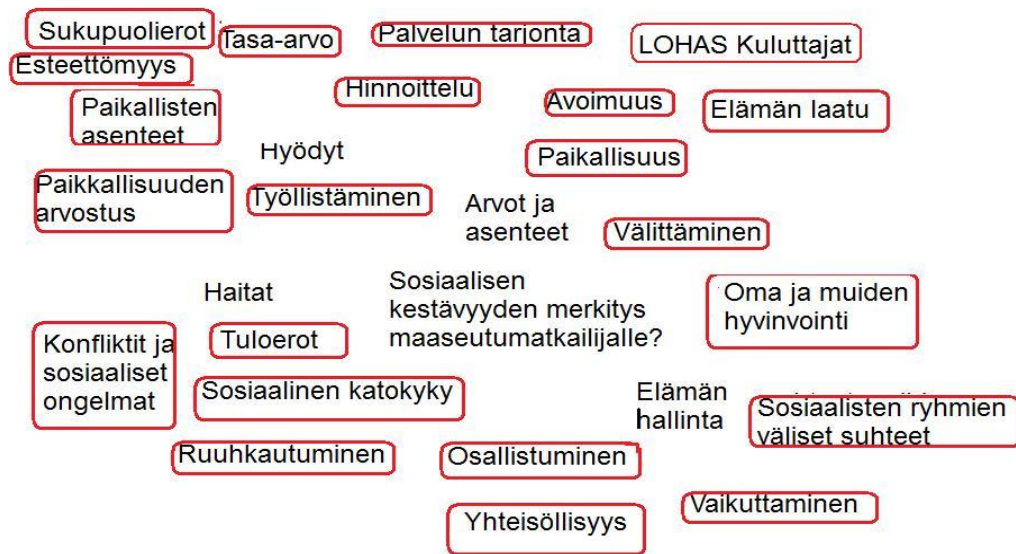 Sukupuolierot
Tasa-arvo
Palvelun tarjonta
LOHAS Kuluttajat
Esteettömyys
Hinnoittelu
Avoimuus
Elämän laatu
Paikallisten
asenteet
Hyödyt
Paikallisuus
Paikkallisuuden
arvostus
Työllistäminen
Arvot ja
asenteet
Välittäminen
Haitat
Sosiaalisen
kestävyyden merkitys
maaseutumatkailijalle?
Oma ja muiden
hyvinvointi
Konfliktit ja
sosiaaliset
ongelmat
Tuloerot
Sosiaalinen katokyky
Elämän
hallinta
Sosiaalisten ryhmien
väliset suhteet
Ruuhkautuminen
Osallistuminen
Yhteisöllisyys
Vaikuttaminen